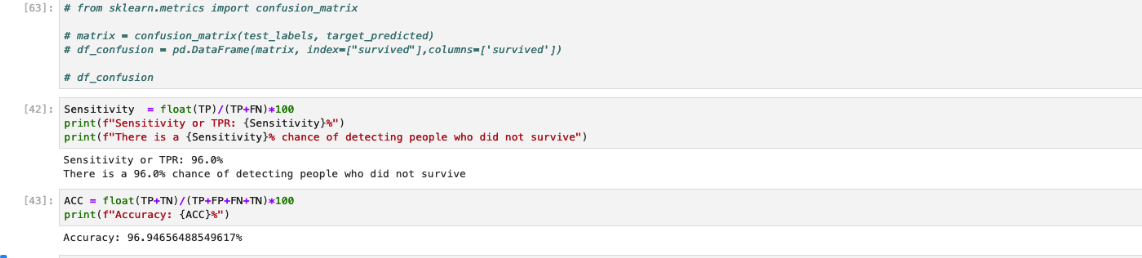 [63]: # from sklearn.metrics import confusion_matrix
# matrix = confusion_matrix(test_labels, target_predicted)
# df_confusion = pd.DataFrame(matrix, index=["survived"],columns=['survived'])
# df_confusion
[42]: Sensitivity  = float(TP)/(TP+FN)*100
print(f"Sensitivity or TPR: {Sensitivity}%")
print(f"There is a {Sensitivity}% chance of detecting people who did not survive")
Sensitivity or TPR: 96.0%
There is a 96.0% chance of detecting people who did not survive
[43]: ACC = float(TP+TN)/(TP+FP+FN+TN)*100
print(f"Accuracy: {ACC}%")
Accuracy: 96.94656488549617%